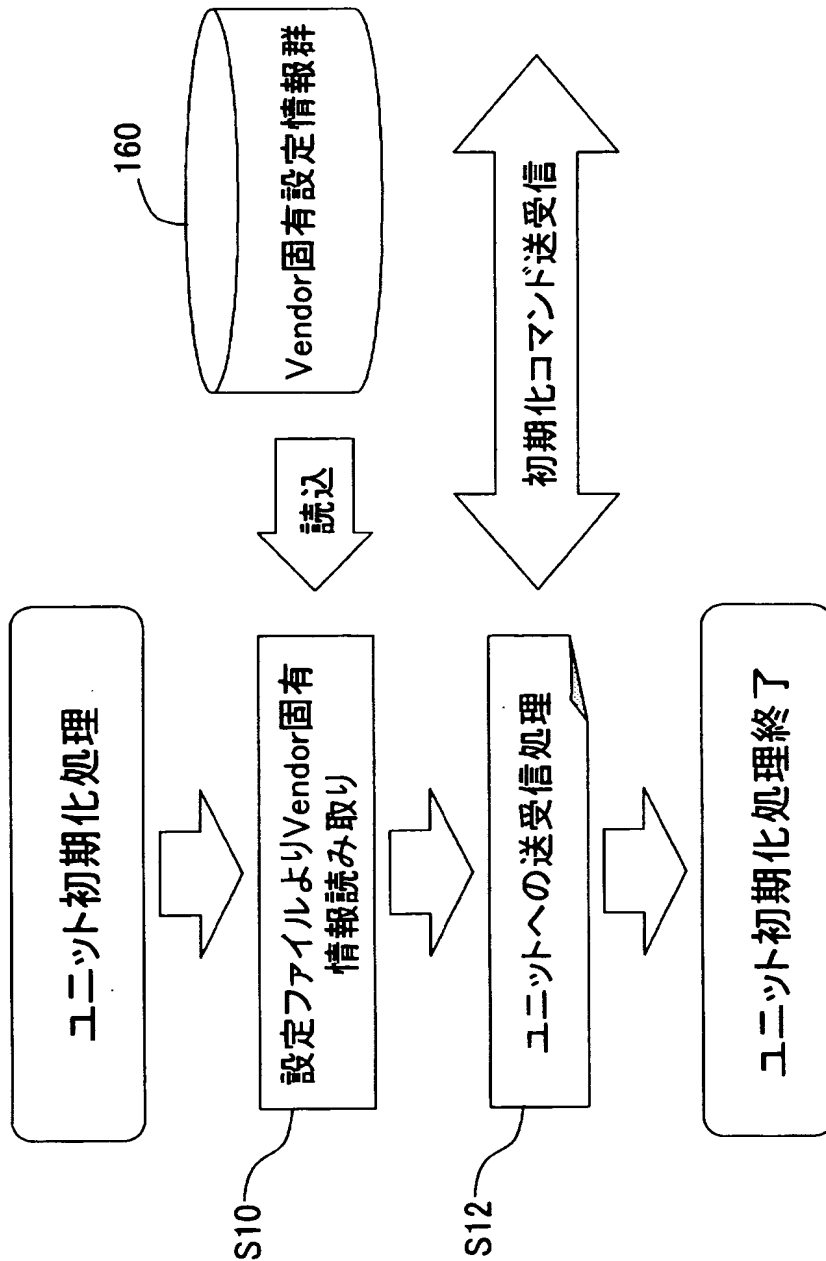 ユニット初期化処理
160
S10
設定ファイルよりVendor固有
情報読み取り
読込
Vendor固有設定情報群
S12
ユニットへの送受信処理
初期化コマンド送受信
ユニット初期化処理終了